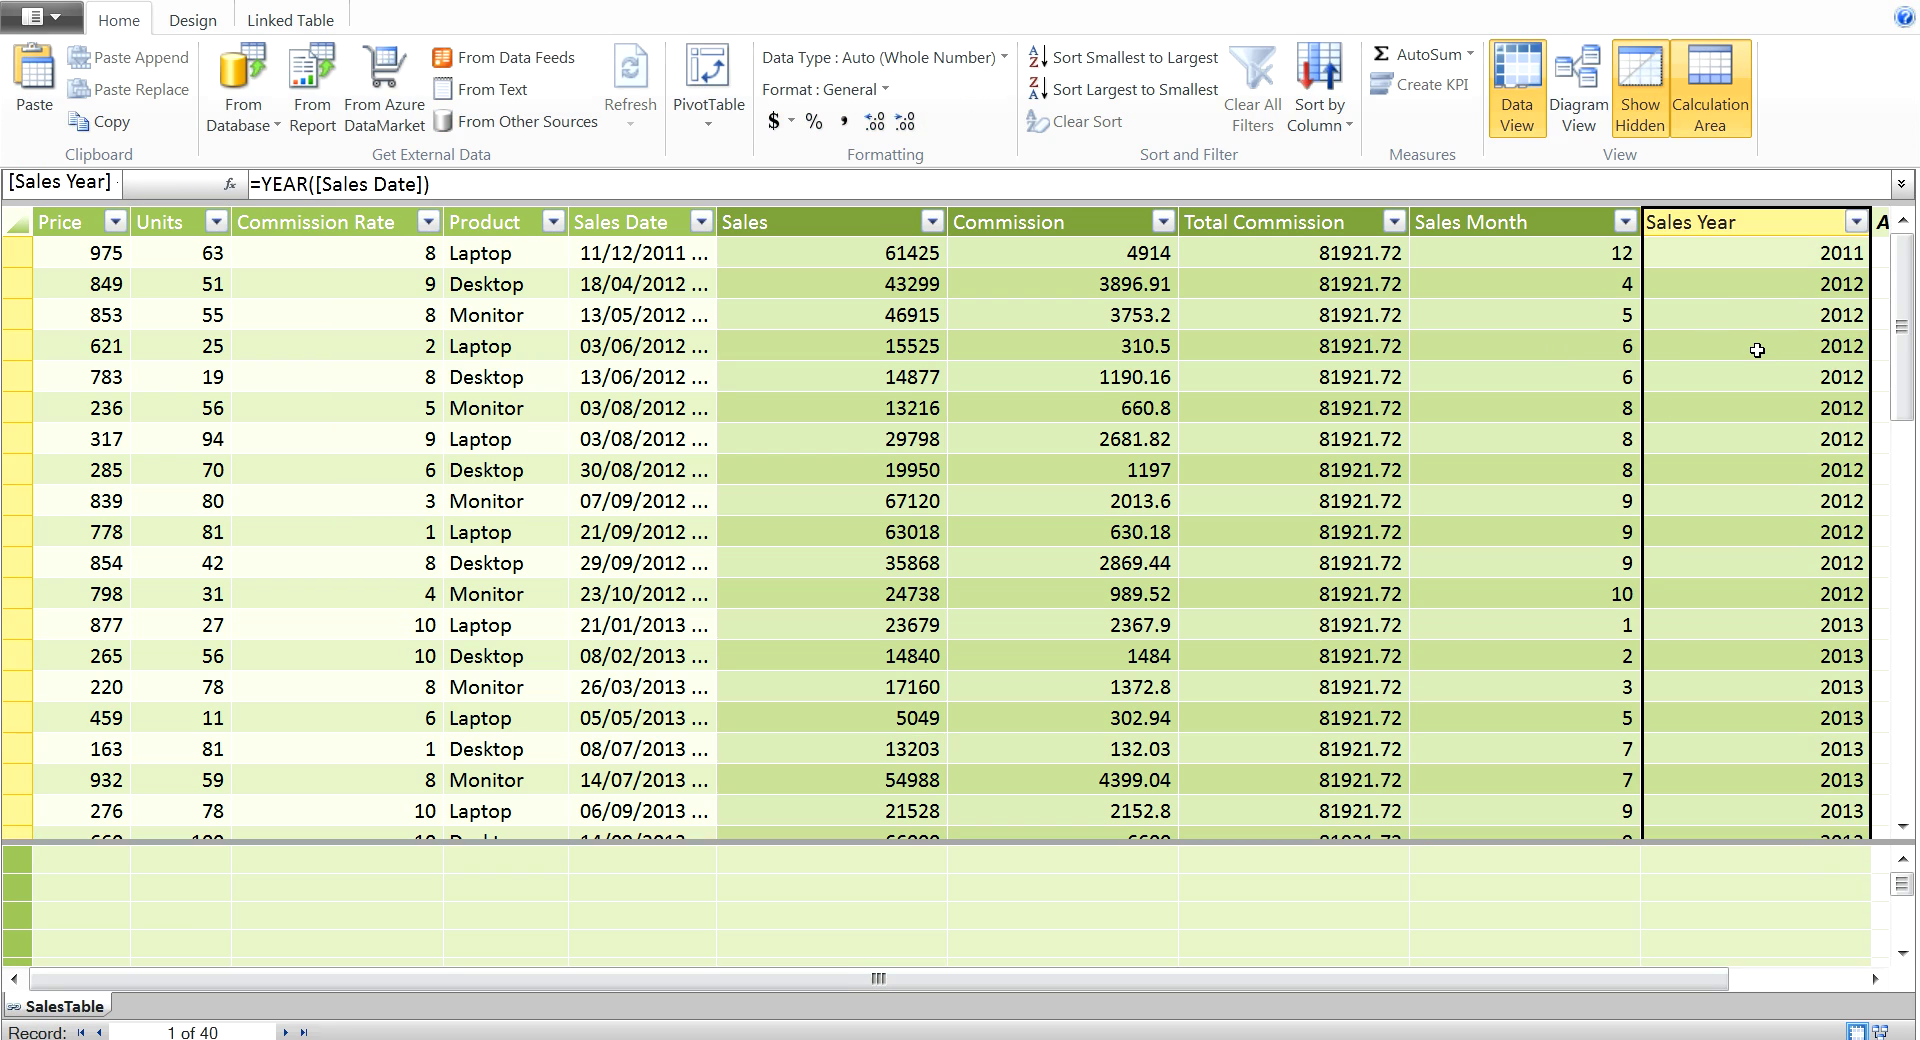 Home Design Linked Table
Paste
Paste Append
Paste Replace
Copy
Clipboard
From Database
From Report
From Azure DataMarket
From Data Feeds
From Text
From Other Sources
Get External Data
Refresh
PivotTable
Data Type : Auto (Whole Number)
Format : General
$ % , .00 .00
Formatting
Sort Smallest to Largest
Sort Largest to Smallest
Clear Sort
Clear All Filters
Sort by Column
Sort and Filter
AutoSum
Create KPI
Measures
Data View
Diagram View
Show Hidden
Calculation Area
View
[Sales Year] fx =YEAR([Sales Date])
Price Units Commission Rate Product Sales Date Sales Commission Total Commission Sales Month Sales Year A
975 63 8 Laptop 11/12/2011 ... 61425 4914 81921.72 12 2011
849 51 9 Desktop 18/04/2012 ... 43299 3896.91 81921.72 4 2012
853 55 8 Monitor 13/05/2012 ... 46915 3753.2 81921.72 5 2012
621 25 2 Laptop 03/06/2012 ... 15525 310.5 81921.72 6 2012
783 19 8 Desktop 13/06/2012 ... 14877 1190.16 81921.72 6 2012
236 56 5 Monitor 03/08/2012 ... 13216 660.8 81921.72 8 2012
317 94 9 Laptop 03/08/2012 ... 29798 2681.82 81921.72 8 2012
285 70 6 Desktop 30/08/2012 ... 19950 1197 81921.72 8 2012
839 80 3 Monitor 07/09/2012 ... 67120 2013.6 81921.72 9 2012
778 81 1 Laptop 21/09/2012 ... 63018 630.18 81921.72 9 2012
854 42 8 Desktop 29/09/2012 ... 35868 2869.44 81921.72 9 2012
798 31 4 Monitor 23/10/2012 ... 24738 989.52 81921.72 10 2012
877 27 10 Laptop 21/01/2013 ... 23679 2367.9 81921.72 1 2013
265 56 10 Desktop 08/02/2013 ... 14840 1484 81921.72 2 2013
220 78 8 Monitor 26/03/2013 ... 17160 1372.8 81921.72 3 2013
459 11 6 Laptop 05/05/2013 ... 5049 302.94 81921.72 5 2013
163 81 1 Desktop 08/07/2013 ... 13203 132.03 81921.72 7 2013
932 59 8 Monitor 14/07/2013 ... 54988 4399.04 81921.72 7 2013
276 78 10 Laptop 06/09/2013 ... 21528 2152.8 81921.72 9 2013
SalesTable
Record: 1 of 40